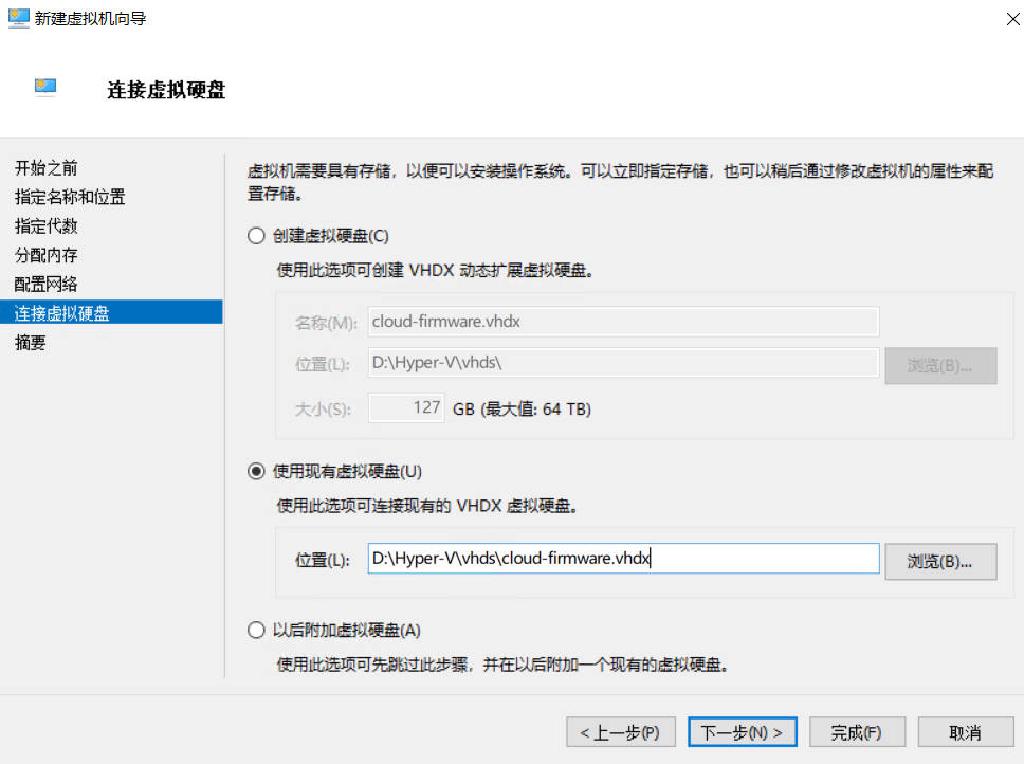 新建虚拟机向导
连接虚拟硬盘
开始之前
指定名称和位置
指定代数
分配内存
配置网络
连接虚拟硬盘
摘要
虚拟机需要具有存储，以便可以安装操作系统。可以立即指定存储，也可以稍后通过修改虚拟机的属性来配
置存储。
创建虚拟硬盘(C)
使用此选项可创建 VHDX 动态扩展虚拟硬盘。
名称(M): cloud-firmware.vhdx
位置(L): D:\Hyper-V\vhds\ 浏览(B)...
大小(S): 127 GB (最大值: 64 TB)
使用现有虚拟硬盘(U)
使用此选项可连接现有的 VHDX 虚拟硬盘。
位置(L): D:\Hyper-V\vhds\cloud-firmware.vhdx 浏览(B)...
以后附加虚拟硬盘(A)
使用此选项可先跳过此步骤，并在以后附加一个现有的虚拟硬盘。
< 上一步(P) 下一步(N) > 完成(F) 取消